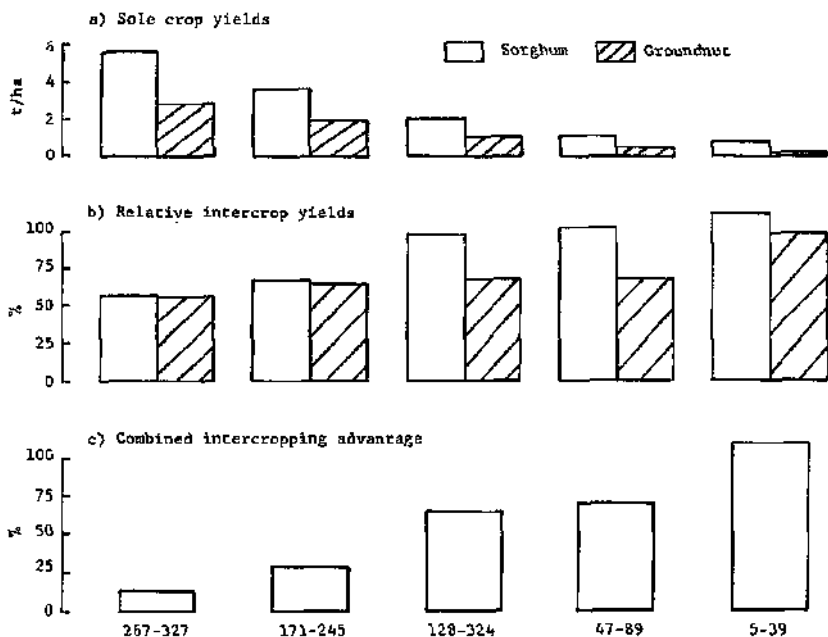 a) Sole crop yields
6
4
2
0
t/ha
Sorghum
Groundnut
b) Relative intercrop yields
100
75
50
25
0
%
c) Combined intercropping advantage
100
75
50
25
0
%
267-327 171-245 128-324 47-89 5-39